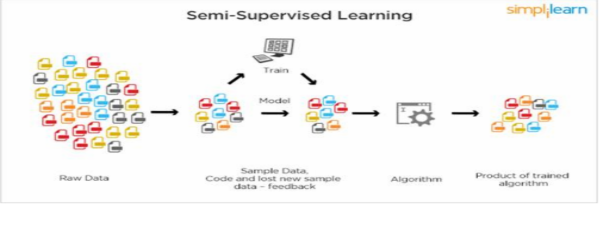 Semi-Supervised Learning
simplilearn
Train
Model
Raw Data
Sample Data,
Code and lost new sample
data - feedback
Algorithm
Product of trained
algorithm